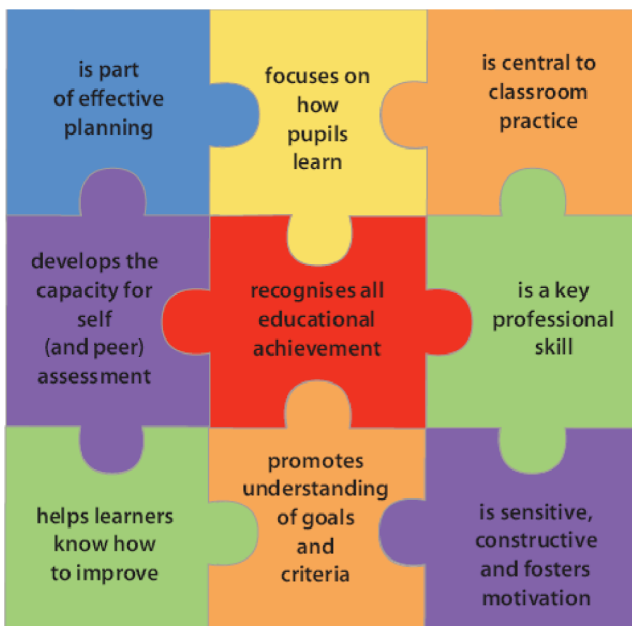 is part
of effective
planning
focuses on
how
pupils
learn
is central to
classroom
practice
develops the
capacity for
self
(and peer)
assessment
recognises all
educational
achievement
is a key
professional
skill
helps learners
know how
to improve
promotes
understanding
of goals
and
criteria
is sensitive,
constructive
and fosters
motivation